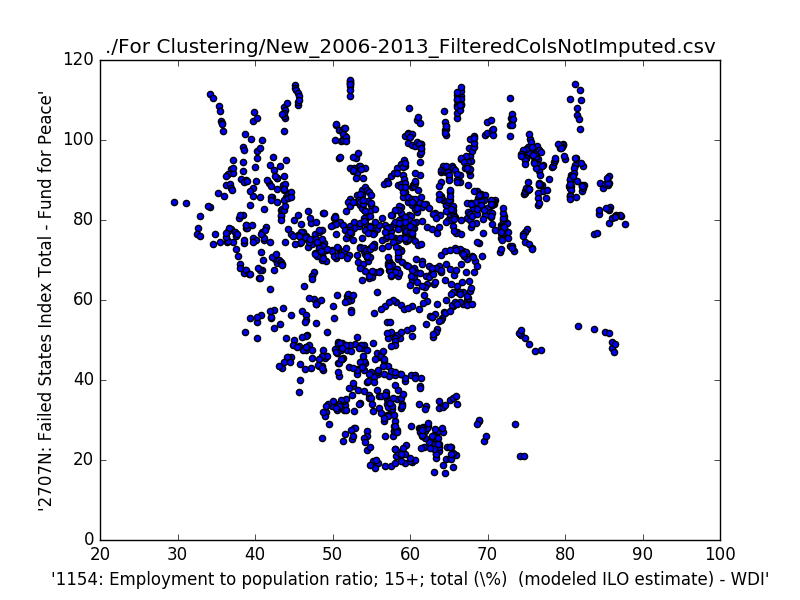 ./For Clustering/New_2006-2013_FilteredColsNotImputed.csv
120
100
80
60
40
20
0
'2707N: Failed States Index Total - Fund for Peace'
20 30 40 50 60 70 80 90 100
'1154: Employment to population ratio; 15+; total (\%)  (modeled ILO estimate) - WDI'